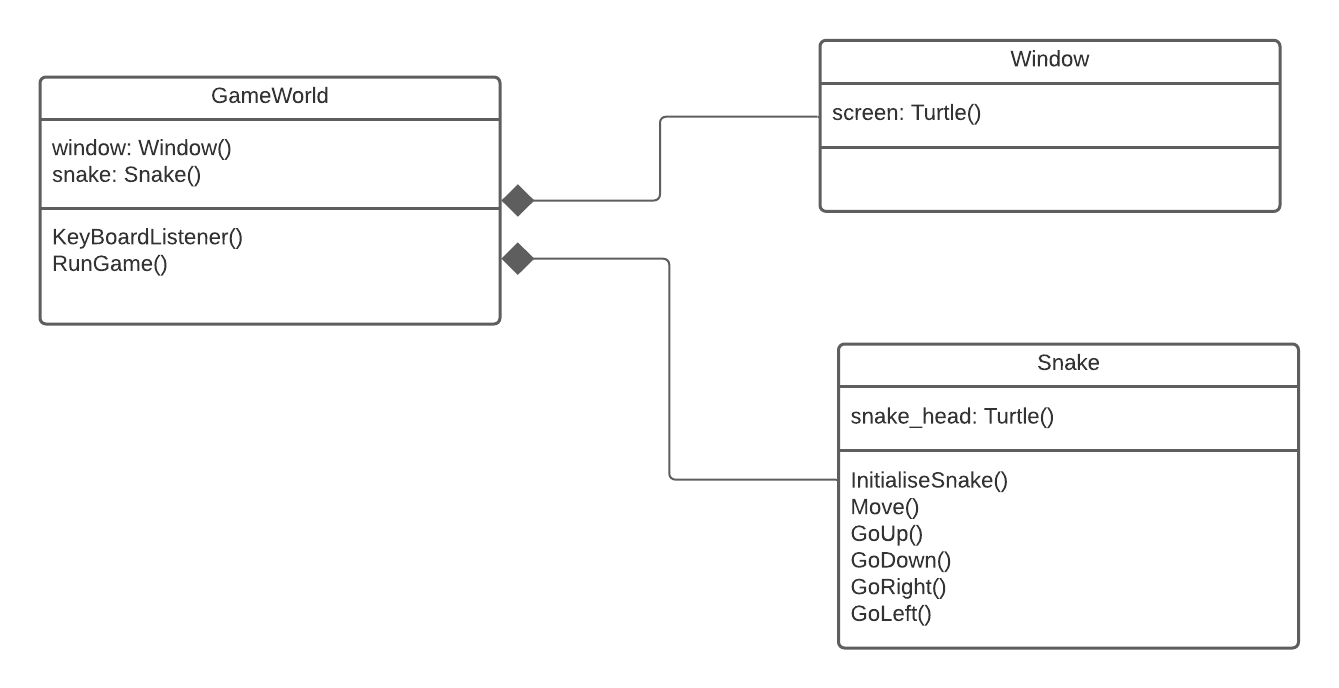 GameWorld
window: Window()
snake: Snake()
KeyBoardListener()
RunGame()
Window
screen: Turtle()
Snake
snake_head: Turtle()
InitialiseSnake()
Move()
GoUp()
GoDown()
GoRight()
GoLeft()